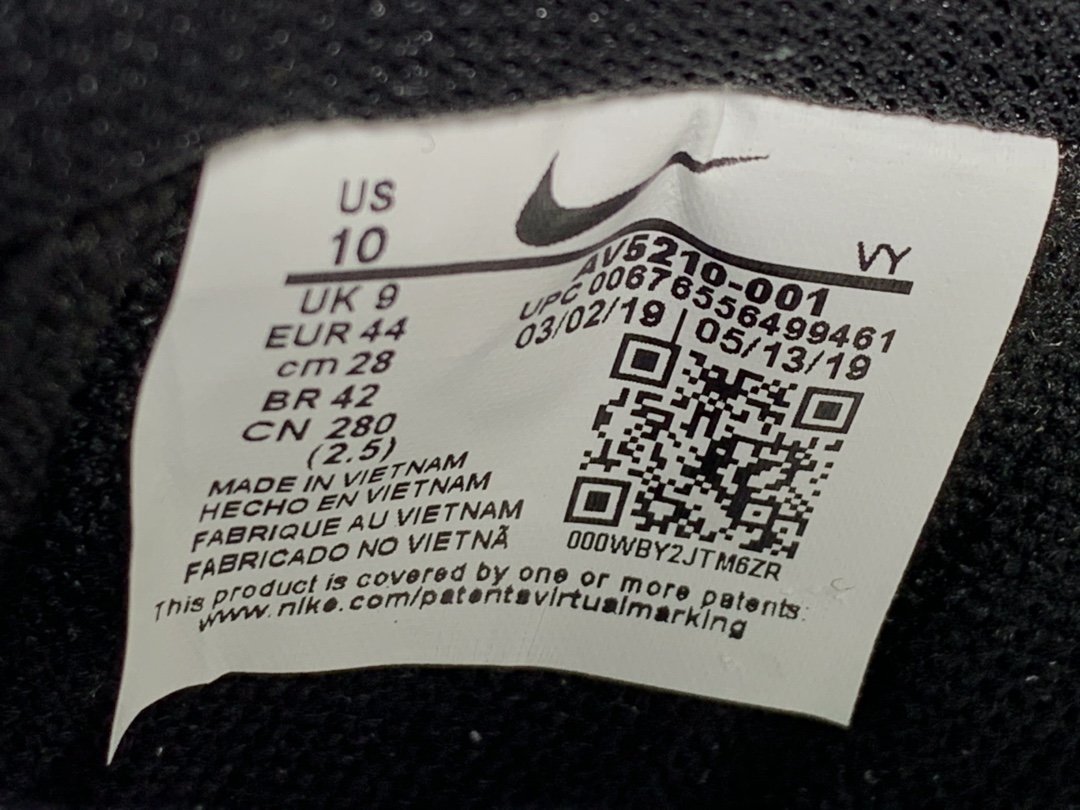 US
10
UK 9
EUR 44
cm 28
BR 42
CN 280
(2.5)
MADE IN VIETNAM
HECHO EN VIETNAM
FABRIQUE AU VIETNAM
FABRICADO NO VIETNÃ
VY
AV5210-001
UPC 00676556499461
03/02/19 | 05/13/19
000WBY2JTM6ZR
This product is covered by one or more patents:
www.nike.com/patentsvirtualmarking